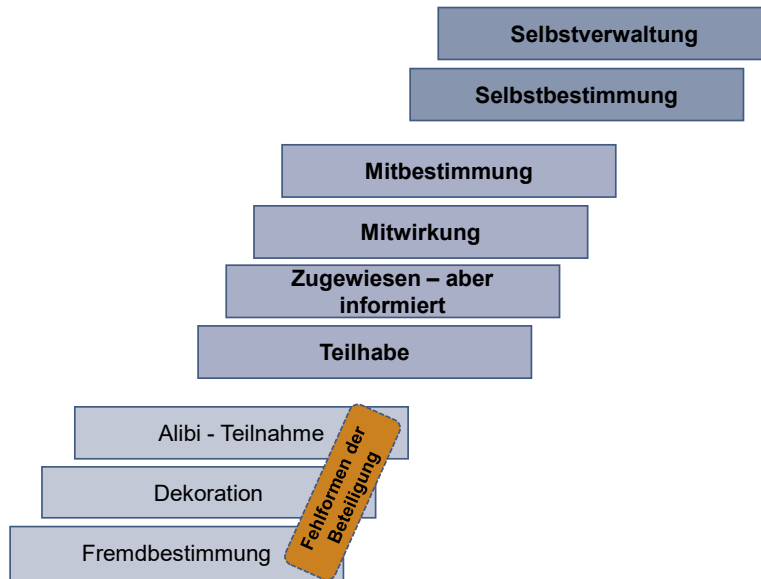 Selbstverwaltung
Selbstbestimmung
Mitbestimmung
Mitwirkung
Zugewiesen – aber
informiert
Teilhabe
Alibi - Teilnahme
Dekoration
Fremdbestimmung
Fehlformen der
Beteiligung